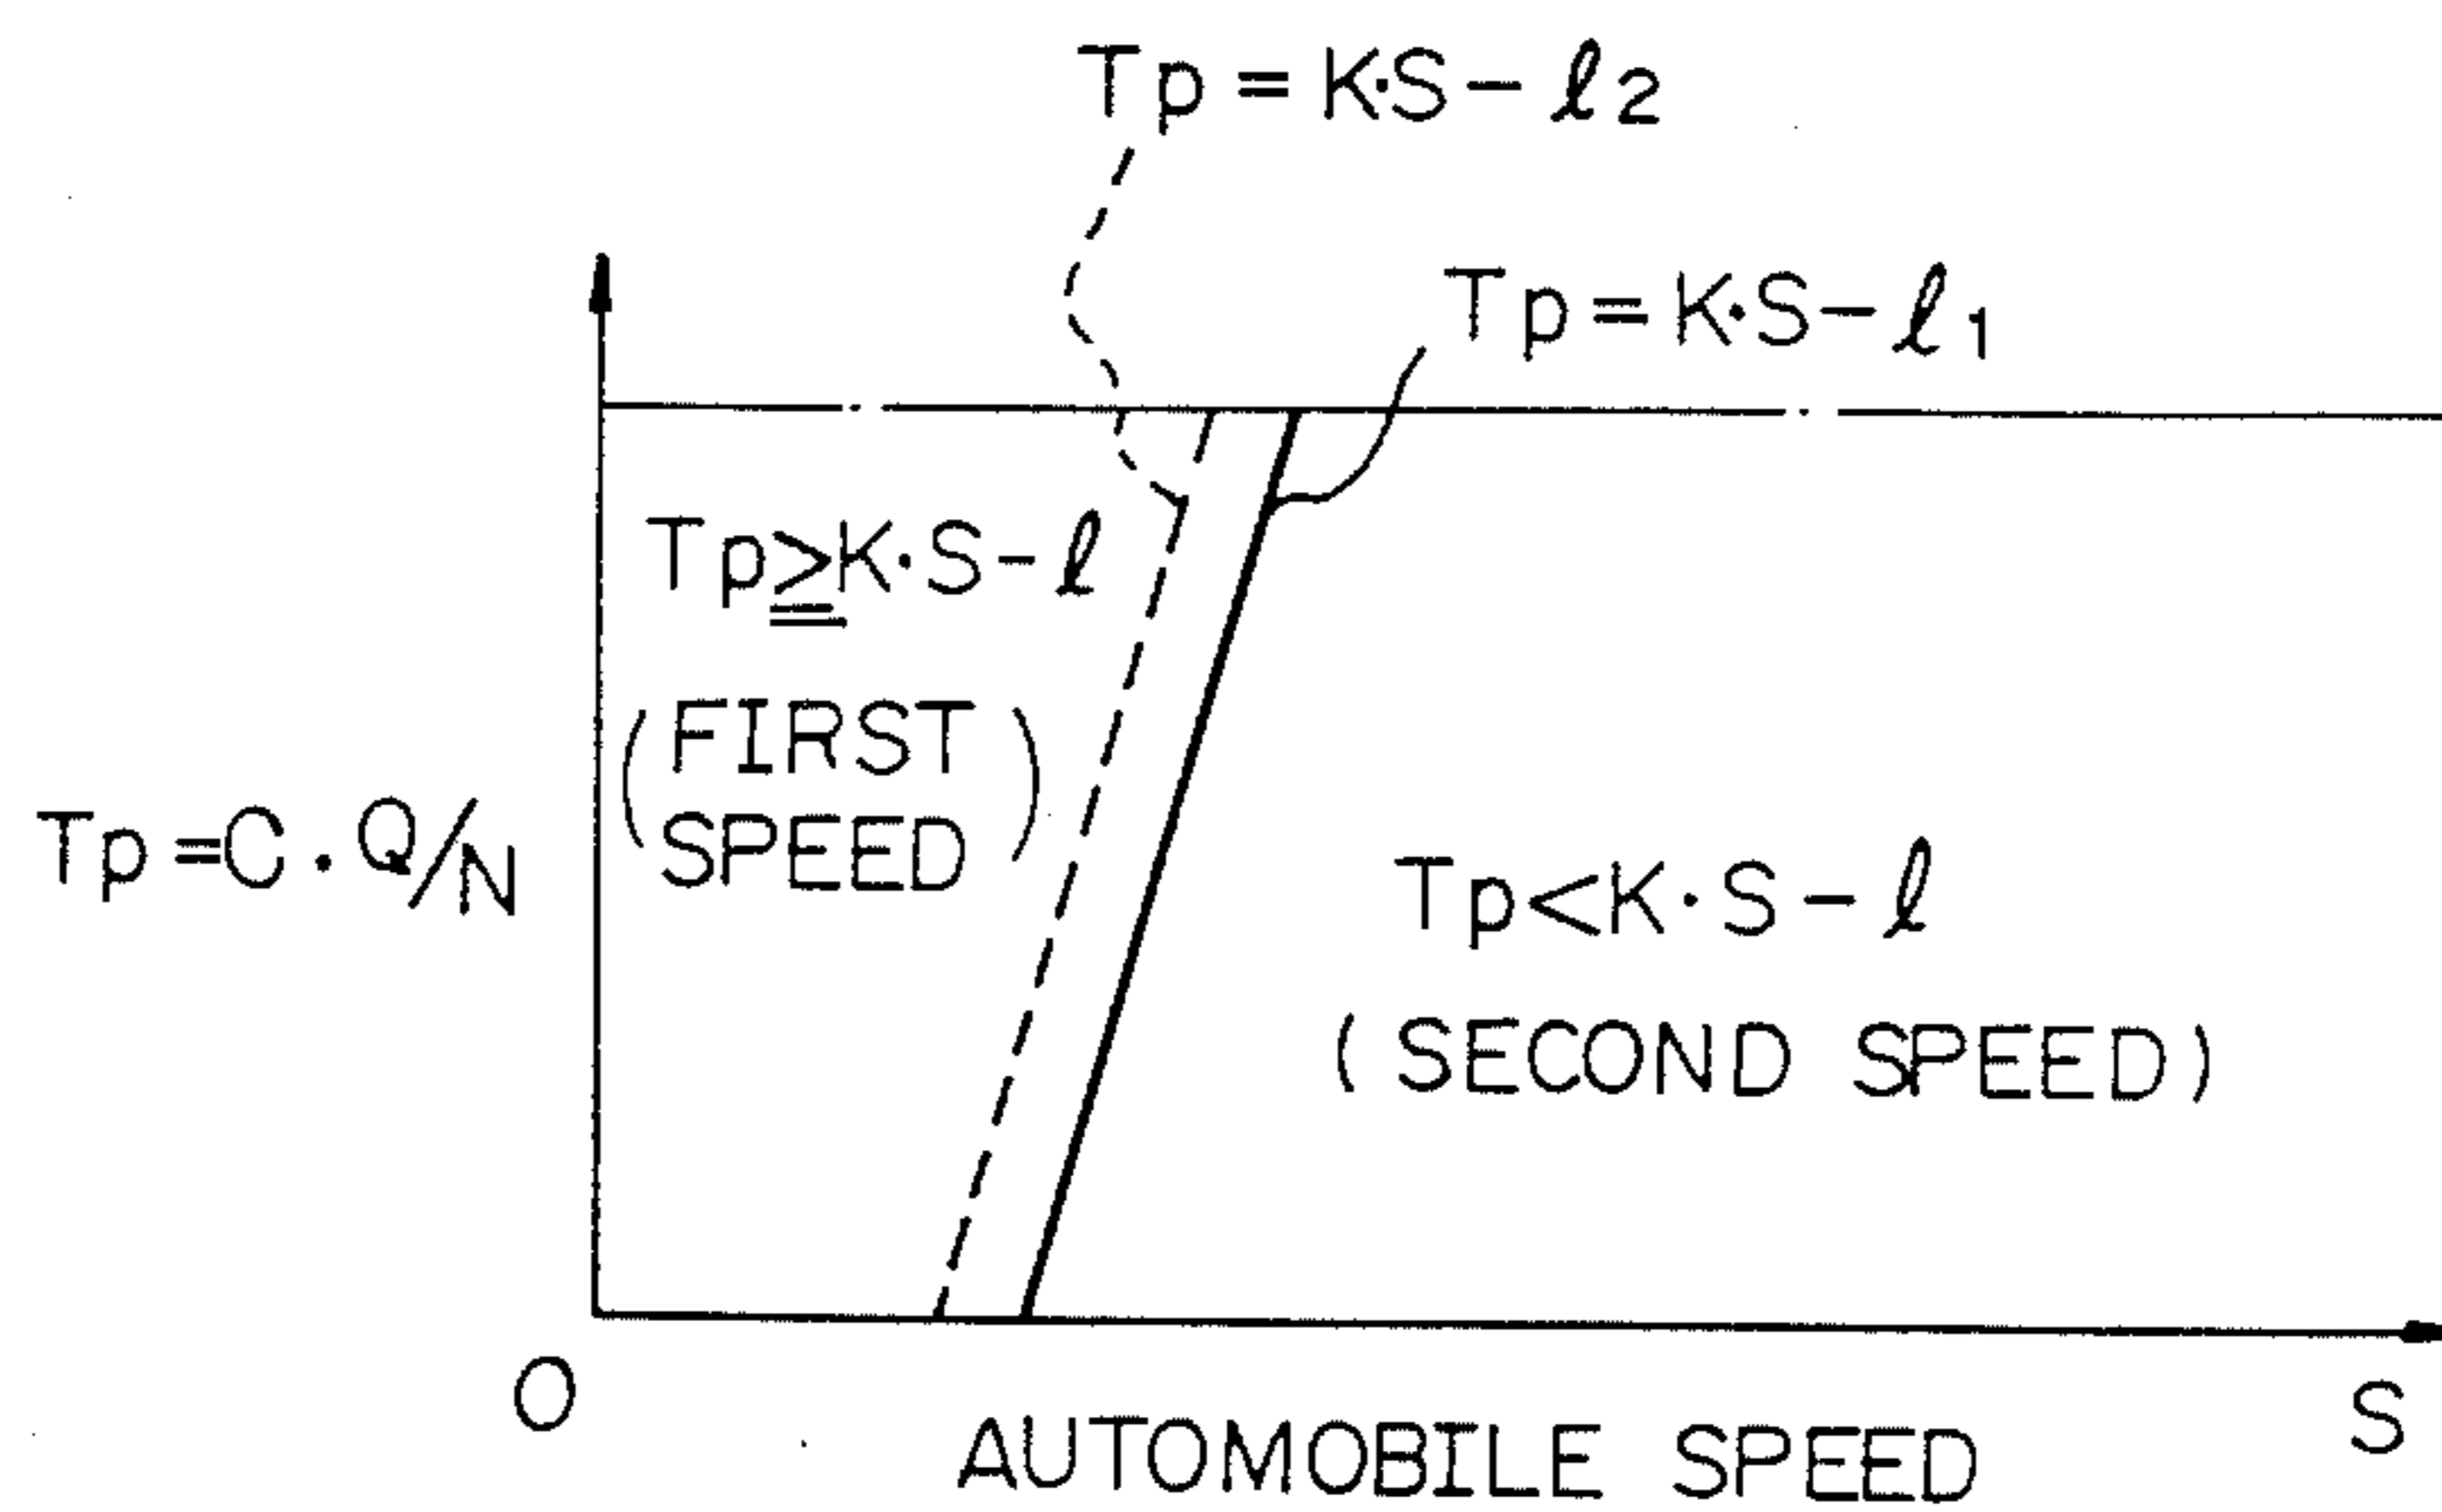 Tp=K·S-ℓ2
Tp=K·S-ℓ1
Tp≧K·S-ℓ
(FIRST
SPEED)
Tp=C·Q/N
Tp<K·S-ℓ
(SECOND SPEED)
O
S
AUTOMOBILE SPEED